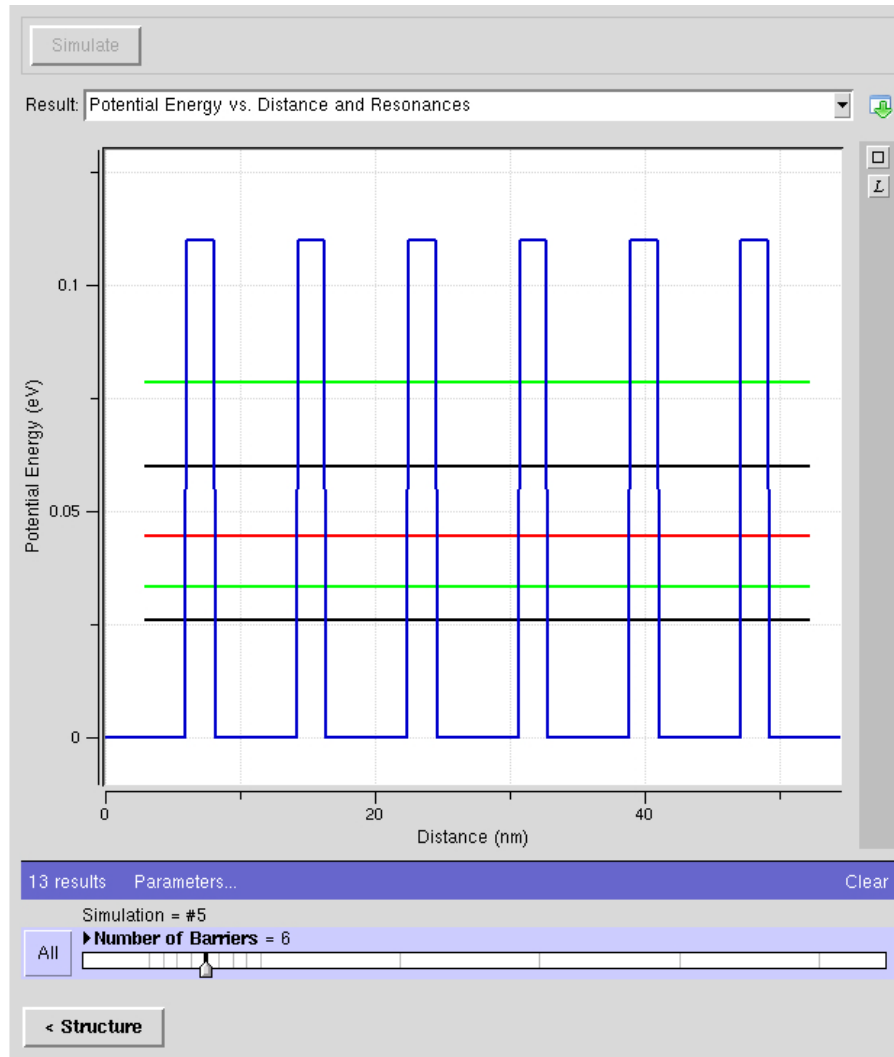 Simulate
Result: Potential Energy vs. Distance and Resonances
L
0.1
0.05
0
Potential Energy (eV)
0
20
40
Distance (nm)
13 results Parameters... Clear
Simulation = #5
All
Number of Barriers = 6
< Structure